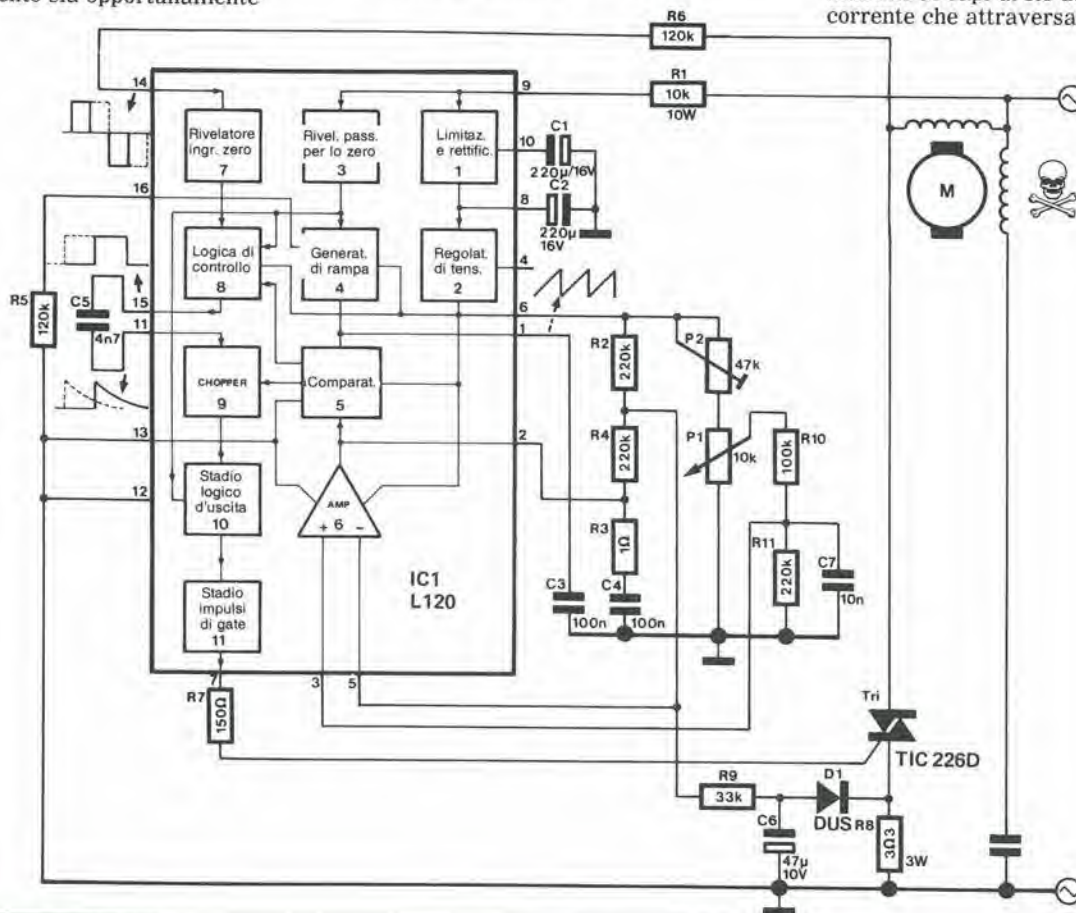 corrente che attraversa
R6
120k
R1
10k
10W
14
9
Rivelatore
ingr. zero
7
Rivel. pass.
per lo zero
3
Limitaz.
e rettific.
1
10
C1
220µ/16V
C2
8
220µ
16V
M
16
Logica di
controllo
8
Generat.
di rampa
4
Regolat.
di tens.
2
4
6
1
R5
120k
C5
4n7
15
11
CHOPPER
9
Comparat.
5
R2
220k
P2
47k
13
2
R4
220k
P1
10k
R10
100k
12
Stadio
logico
d'uscita
10
AMP
+ 6 −
R3
1Ω
R11
220k
C7
10n
IC1
L120
C3
100n
C4
100n
Stadio
impulsi
di gate
11
7
3
5
R7
150Ω
Tri
TIC 226D
R9
33k
D1
DUS
C6
47µ
10V
R8
3Ω3
3W